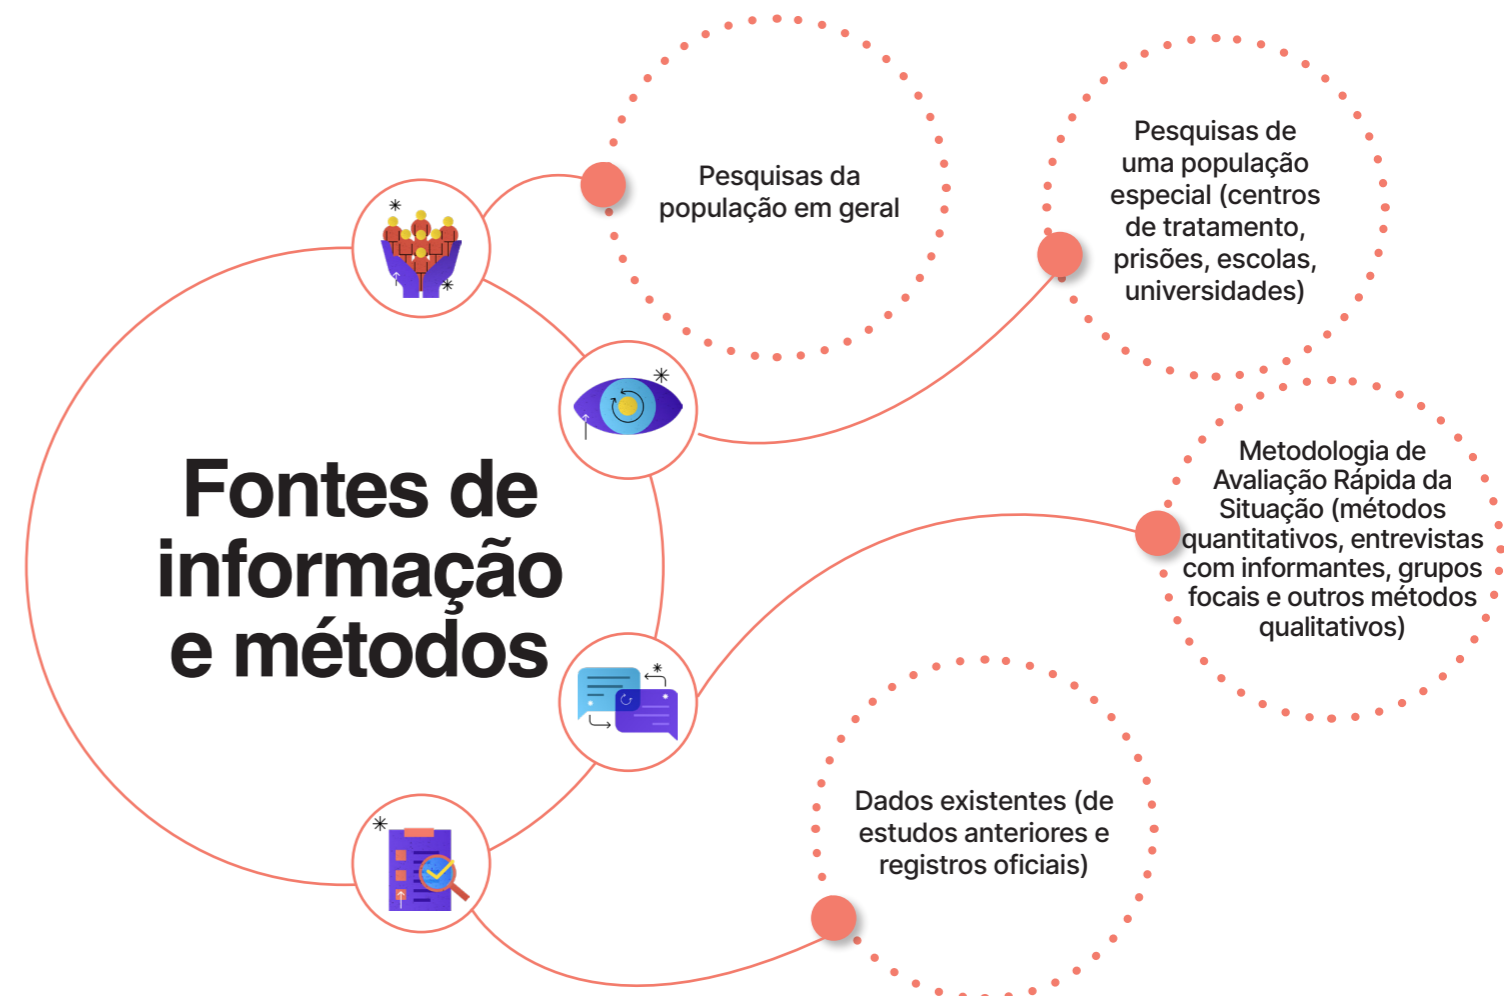 Fontes de
informação
e métodos
Pesquisas da
população em geral
Pesquisas de
uma população
especial (centros
de tratamento,
prisões, escolas,
universidades)
Metodologia de
Avaliação Rápida da
Situação (métodos
quantitativos, entrevistas
com informantes, grupos
focais e outros métodos
qualitativos)
Dados existentes (de
estudos anteriores e
registros oficiais)